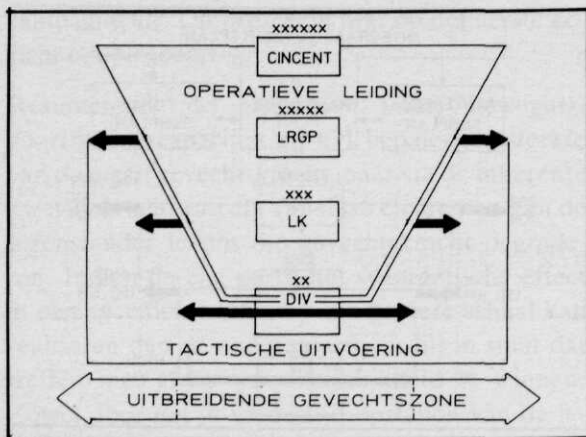 xxxxxx
CINCENT
OPERATIEVE LEIDING
xxxxx
LRGP
xxx
LK
xx
DIV
TACTISCHE UITVOERING
UITBREIDENDE GEVECHTSZONE